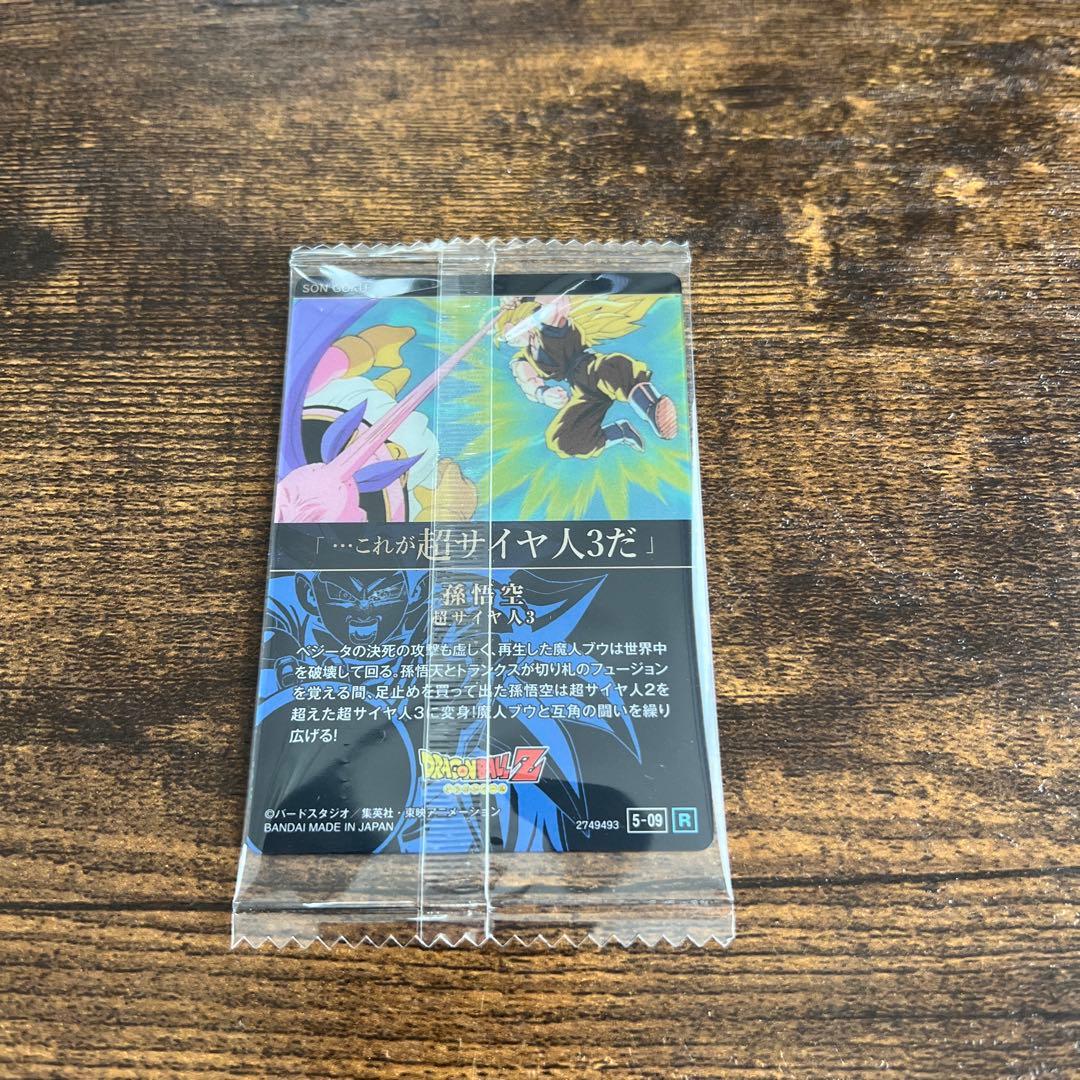 SON GOKU
「…これが超サイヤ人3だ」
孫悟空
超サイヤ人3
ベジータの決死の攻撃も虚しく、再生した魔人ブウは世界中
を破壊して回る。孫悟天とトランクスが切り札のフュージョン
を覚える間、足止めを買って出た孫悟空は超サイヤ人2を
超えた超サイヤ人3に変身!魔人ブウと互角の闘いを繰り
広げる!
DRAGONBALL Z
©バードスタジオ/集英社・東映アニメーション
BANDAI MADE IN JAPAN
2749493 5-09 R